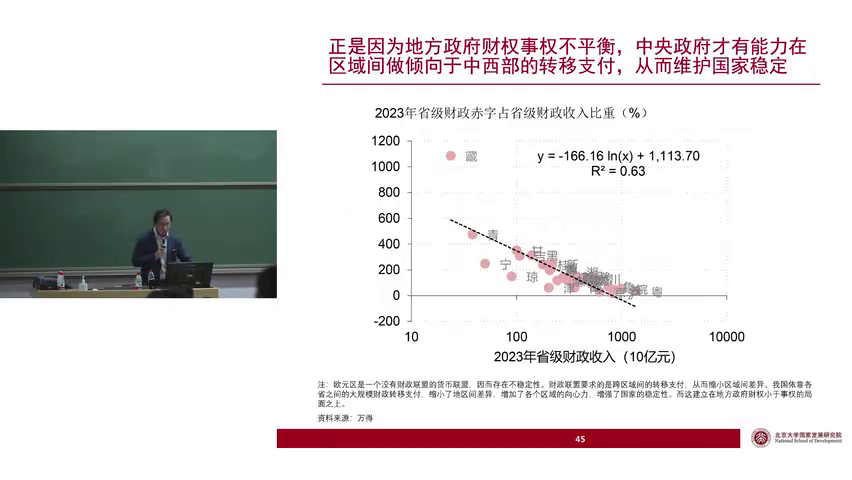 正是因为地方政府财权事权不平衡，中央政府才有能力在
区域间做倾向于中西部的转移支付，从而维护国家稳定
2023年省级财政赤字占省级财政收入比重（%）
1200
1000
800
600
400
200
0
-200
10
100
1000
10000
y = -166.16 ln(x) + 1,113.70
R² = 0.63
藏
青
宁
琼
甘
吉黑
桂新
津
湘
川
皖
沪
粤
2023年省级财政收入（10亿元）
注：欧元区是一个没有财政联盟的货币联盟，因而存在不稳定性。财政联盟要求的是跨区域间的转移支付，从而缩小区域间差异。我国依靠各
省之间的大规模财政转移支付，缩小了地区间差异，增加了各个区域的向心力，增强了国家的稳定性。而这建立在地方政府财权小于事权的局
面之上。
资料来源：万得
45
北京大学国家发展研究院
National School of Development